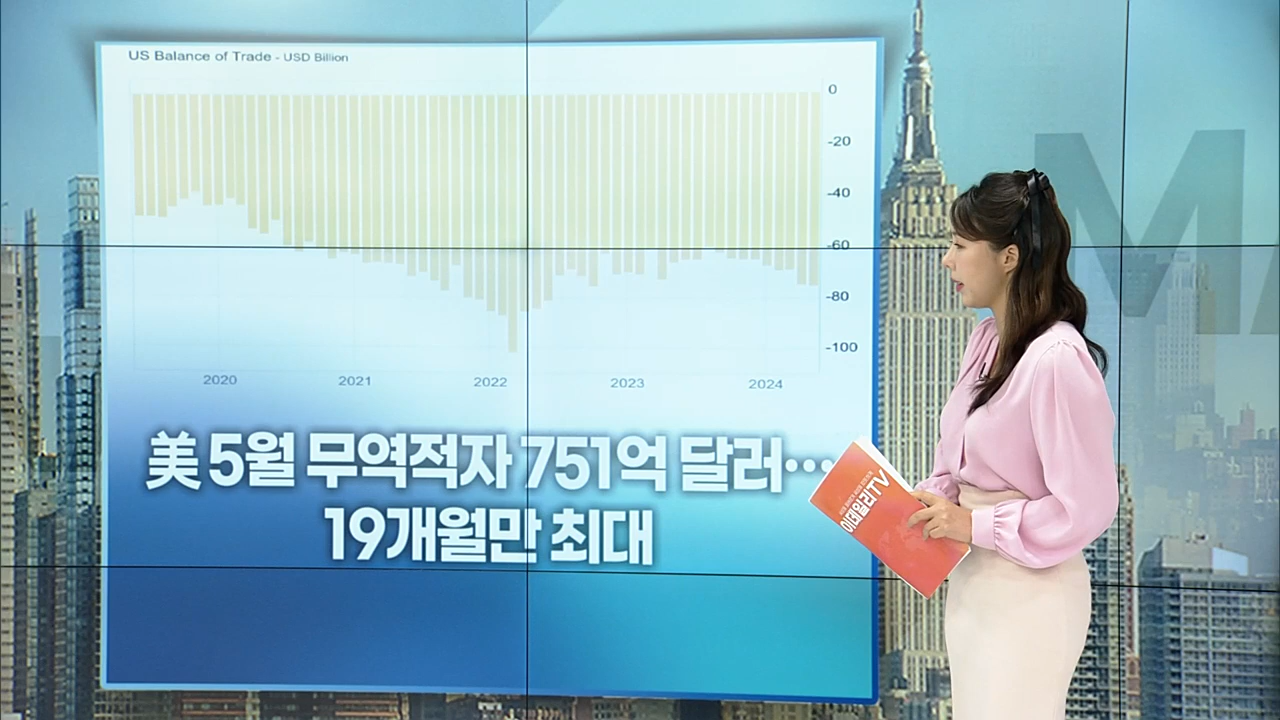 US Balance of Trade - USD Billion
0
-20
-40
-60
-80
-100
2020
2021
2022
2023
2024
美 5월 무역적자 751억 달러…
19개월만 최대
이데일리TV
MA